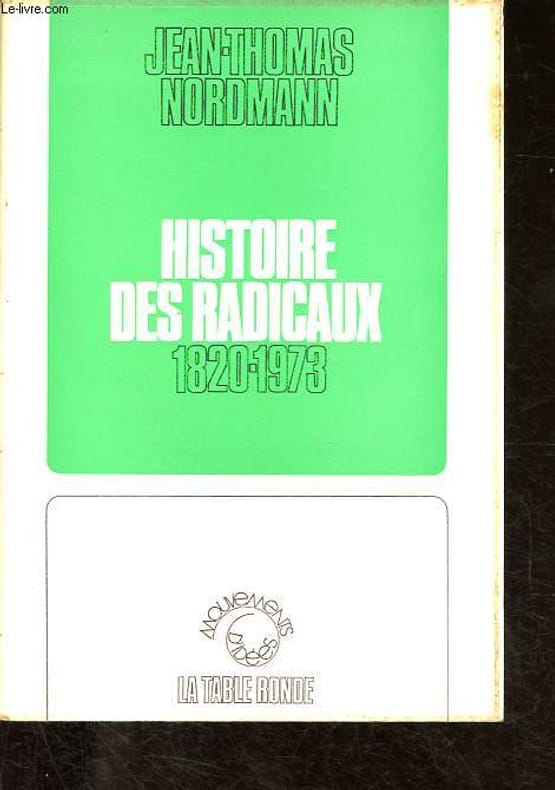 Le-livre.com
JEAN-THOMAS
NORDMANN
HISTOIRE
DES RADICAUX
1820-1973
MOUVEMENTS
D'IDÉES
LA TABLE RONDE